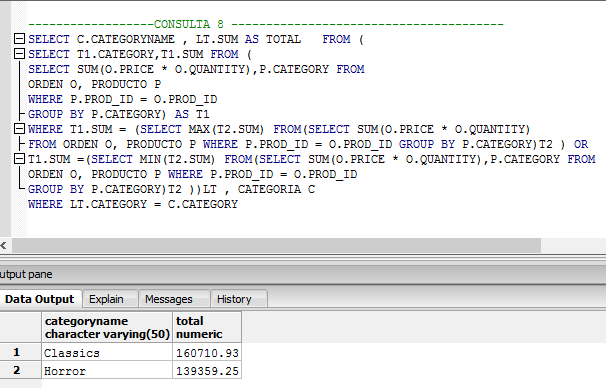 ------------------CONSULTA 8 ---------------------------------------
SELECT C.CATEGORYNAME , LT.SUM AS TOTAL   FROM (
SELECT T1.CATEGORY,T1.SUM FROM (
SELECT SUM(O.PRICE * O.QUANTITY),P.CATEGORY FROM
ORDEN O, PRODUCTO P
WHERE P.PROD_ID = O.PROD_ID
GROUP BY P.CATEGORY) AS T1
WHERE T1.SUM = (SELECT MAX(T2.SUM) FROM(SELECT SUM(O.PRICE * O.QUANTITY)
FROM ORDEN O, PRODUCTO P WHERE P.PROD_ID = O.PROD_ID GROUP BY P.CATEGORY)T2 ) OR
T1.SUM =(SELECT MIN(T2.SUM) FROM(SELECT SUM(O.PRICE * O.QUANTITY),P.CATEGORY FROM
ORDEN O, PRODUCTO P WHERE P.PROD_ID = O.PROD_ID
GROUP BY P.CATEGORY)T2 ))LT , CATEGORIA C
WHERE LT.CATEGORY = C.CATEGORY
utput pane
Data Output Explain Messages History
categoryname total
character varying(50) numeric
1 Classics 160710.93
2 Horror 139359.25